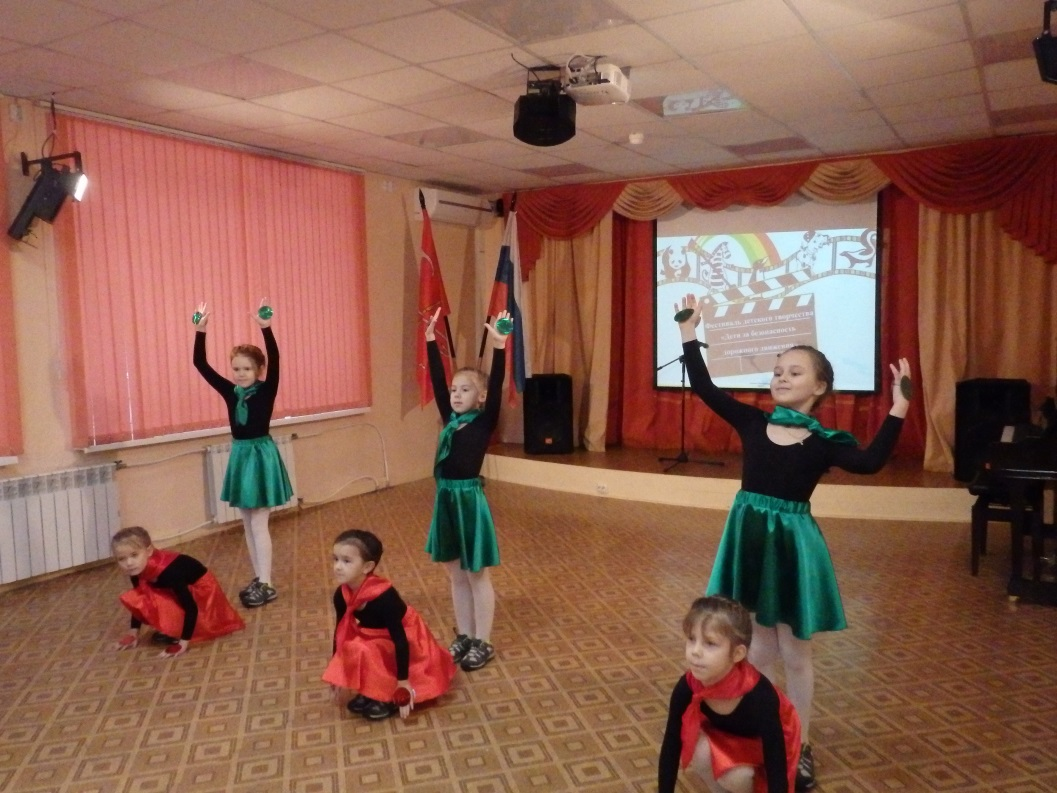 Фестиваль детского творчества
«Дети за безопасность
дорожного движения»